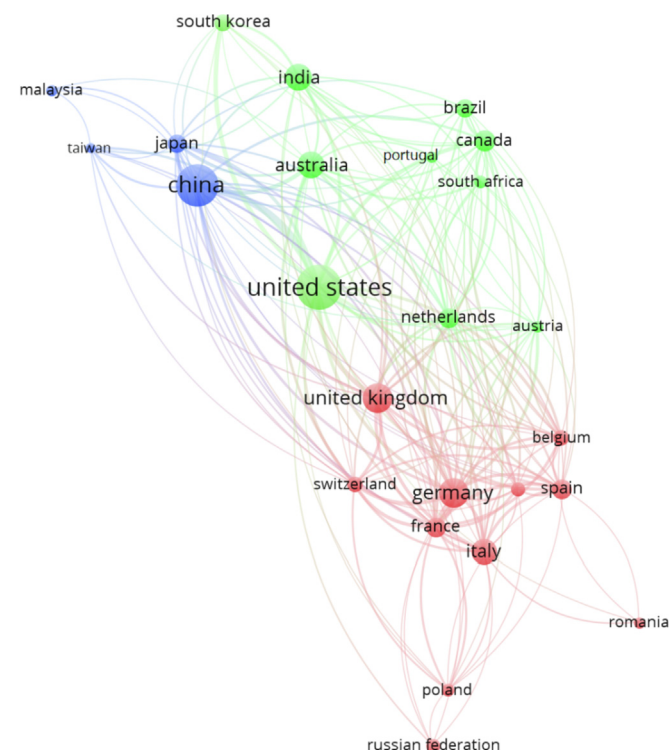 south korea
india
malaysia
brazil
taiwan
japan
canada
portugal
australia
south africa
china
united states
netherlands
austria
united kingdom
belgium
switzerland
germany
spain
france
italy
romania
poland
russian federation